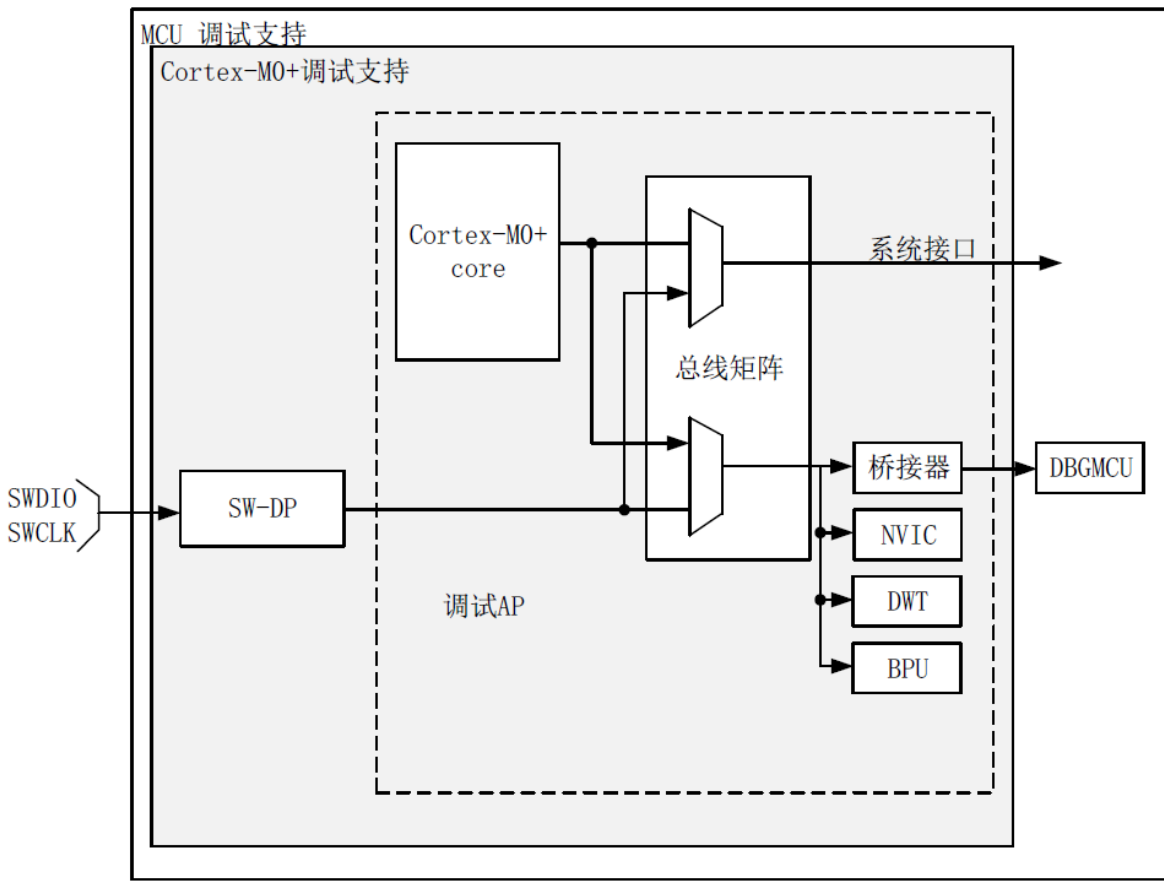 MCU 调试支持
Cortex-M0+调试支持
Cortex-M0+
core
系统接口
总线矩阵
桥接器
DBGMCU
SWDIO
SWCLK
SW-DP
NVIC
DWT
调试AP
BPU